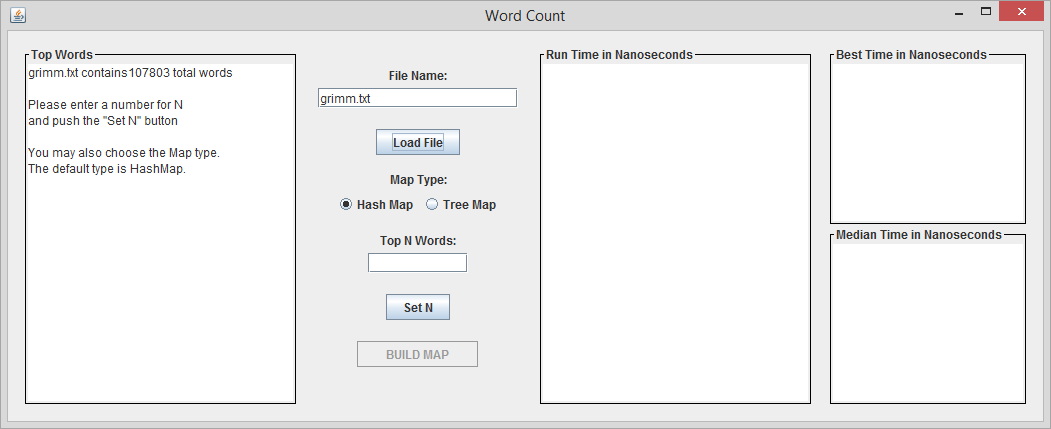 Word Count
Top Words
grimm.txt contains107803 total words
Please enter a number for N
and push the "Set N" button
You may also choose the Map type.
The default type is HashMap.
File Name:
grimm.txt
Load File
Map Type:
Hash Map Tree Map
Top N Words:
Set N
BUILD MAP
Run Time in Nanoseconds
Best Time in Nanoseconds
Median Time in Nanoseconds